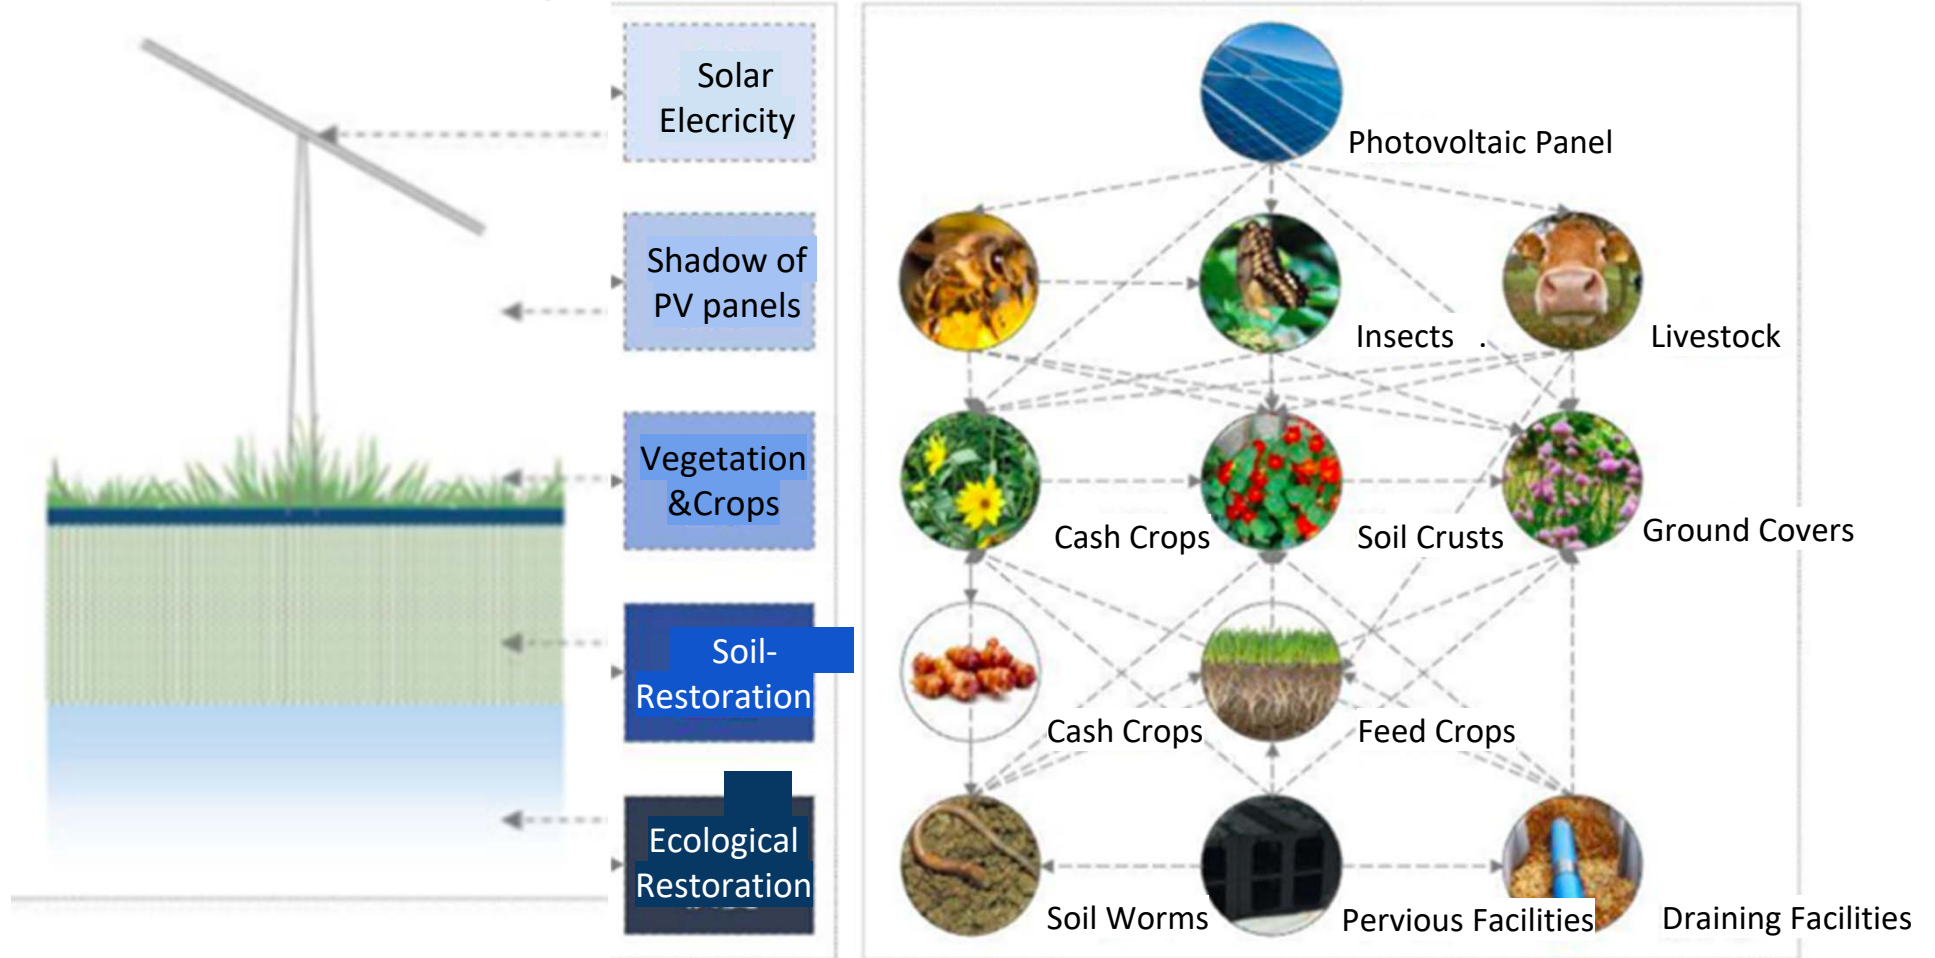 Solar
Elecricity
Shadow of
PV panels
Vegetation
&Crops
Soil-
Restoration
Ecological
Restoration
Photovoltaic Panel
Insects .
Livestock
Cash Crops
Soil Crusts
Ground Covers
Cash Crops
Feed Crops
Soil Worms
Pervious Facilities
Draining Facilities